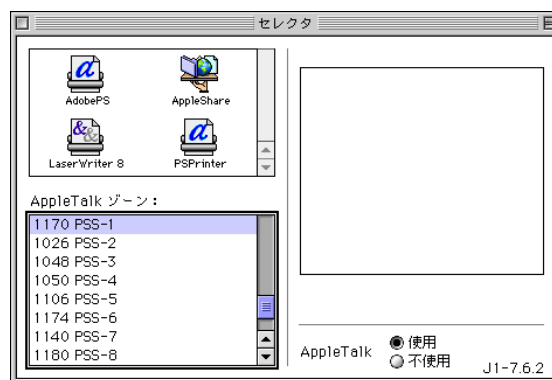 セレクタ
AdobePS
AppleShare
LaserWriter 8
PSPrinter
AppleTalk ゾーン：
1170 PSS-1
1026 PSS-2
1048 PSS-3
1050 PSS-4
1106 PSS-5
1174 PSS-6
1140 PSS-7
1180 PSS-8
AppleTalk
使用
不使用
J1-7.6.2